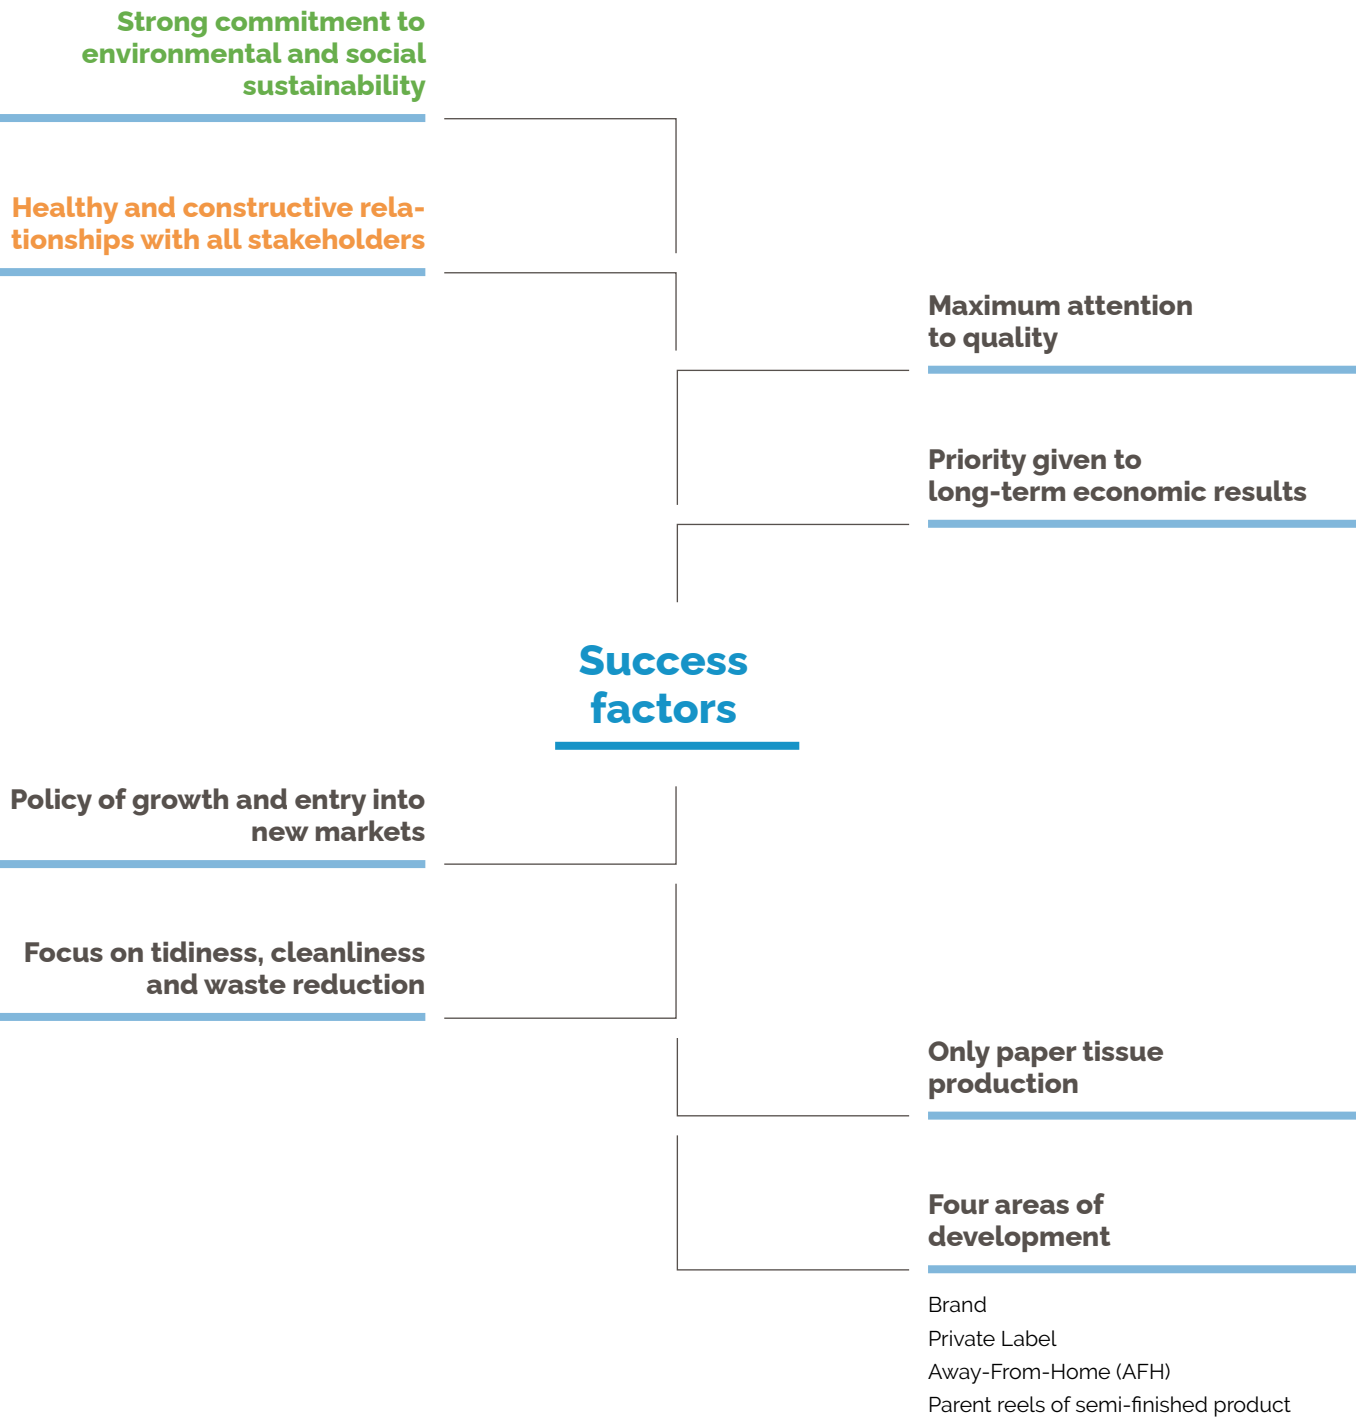 Strong commitment to
environmental and social
sustainability
Healthy and constructive rela-
tionships with all stakeholders
Maximum attention
to quality
Priority given to
long-term economic results
Success
factors
Policy of growth and entry into
new markets
Focus on tidiness, cleanliness
and waste reduction
Only paper tissue
production
Four areas of
development
Brand
Private Label
Away-From-Home (AFH)
Parent reels of semi-finished product